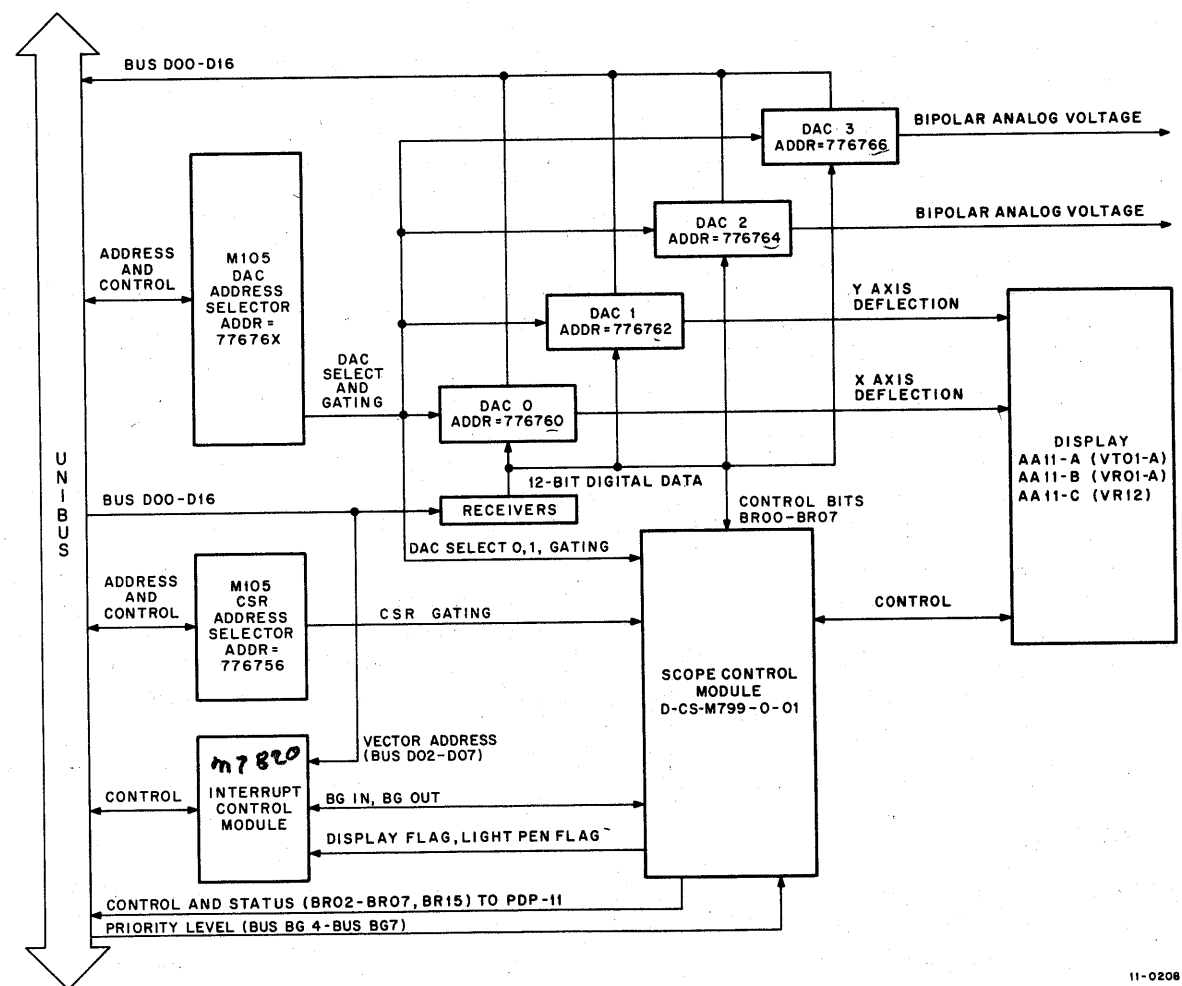 BUS D00-D16
DAC 3
ADDR=776766
BIPOLAR ANALOG VOLTAGE
DAC 2
ADDR=776764
BIPOLAR ANALOG VOLTAGE
ADDRESS
AND
CONTROL
M105
DAC
ADDRESS
SELECTOR
ADDR =
77676X
DAC 1
ADDR=776762
Y AXIS
DEFLECTION
DAC
SELECT
AND
GATING
DAC 0
ADDR=776760
X AXIS
DEFLECTION
DISPLAY
AA11-A (VT01-A)
AA11-B (VR01-A)
AA11-C (VR12)
UNIBUS
12-BIT DIGITAL DATA
BUS D00-D16
RECEIVERS
CONTROL BITS
BR00-BR07
DAC SELECT 0,1, GATING
ADDRESS
AND
CONTROL
M105
CSR
ADDRESS
SELECTOR
ADDR =
776756
CSR GATING
CONTROL
SCOPE CONTROL
MODULE
D-CS-M799-0-01
VECTOR ADDRESS
(BUS D02-D07)
m7820
INTERRUPT
CONTROL
MODULE
CONTROL
BG IN, BG OUT
DISPLAY FLAG, LIGHT PEN FLAG
CONTROL AND STATUS (BR02-BR07, BR15) TO PDP-11
PRIORITY LEVEL (BUS BG 4-BUS BG7)
11-0208